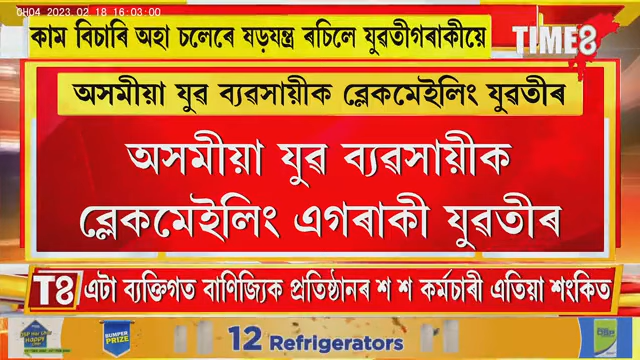 CH04 2023.02.18 16:03:00
কাম বিচাৰি অহা চলেৰে ষড়যন্ত্ৰ ৰচিলে যুৱতীগৰাকীয়ে
TIME8
অসমীয়া যুৱ ব্যৱসায়ীক ব্লেকমেইলিং যুৱতীৰ
অসমীয়া যুৱ ব্যৱসায়ীক
ব্লেকমেইলিং এগৰাকী যুৱতীৰ
T8 এটা ব্যক্তিগত বাণিজ্যিক প্ৰতিষ্ঠানৰ শ শ কৰ্মচাৰী এতিয়া শংকিত
BUMPER PRIZE
12 Refrigerators